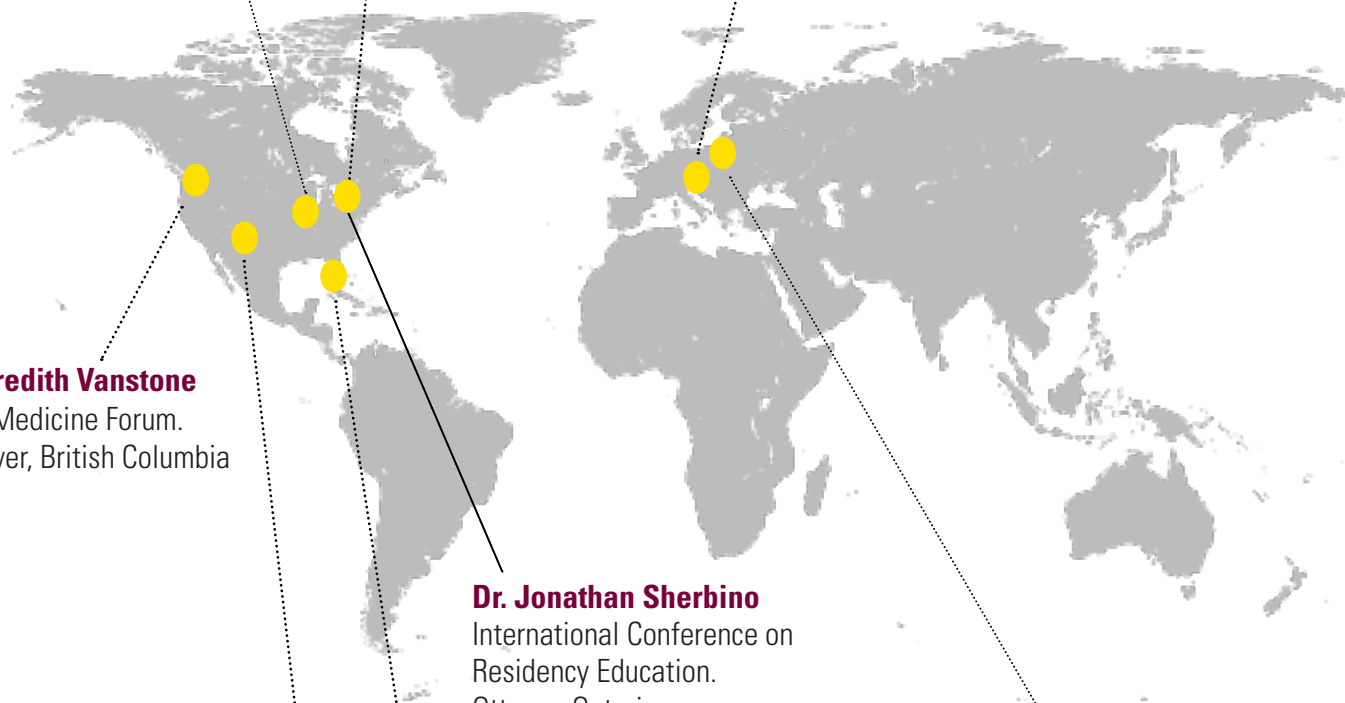 redith Vanstone
Medicine Forum.
ver, British Columbia
Dr. Jonathan Sherbino
International Conference on
Residency Education.